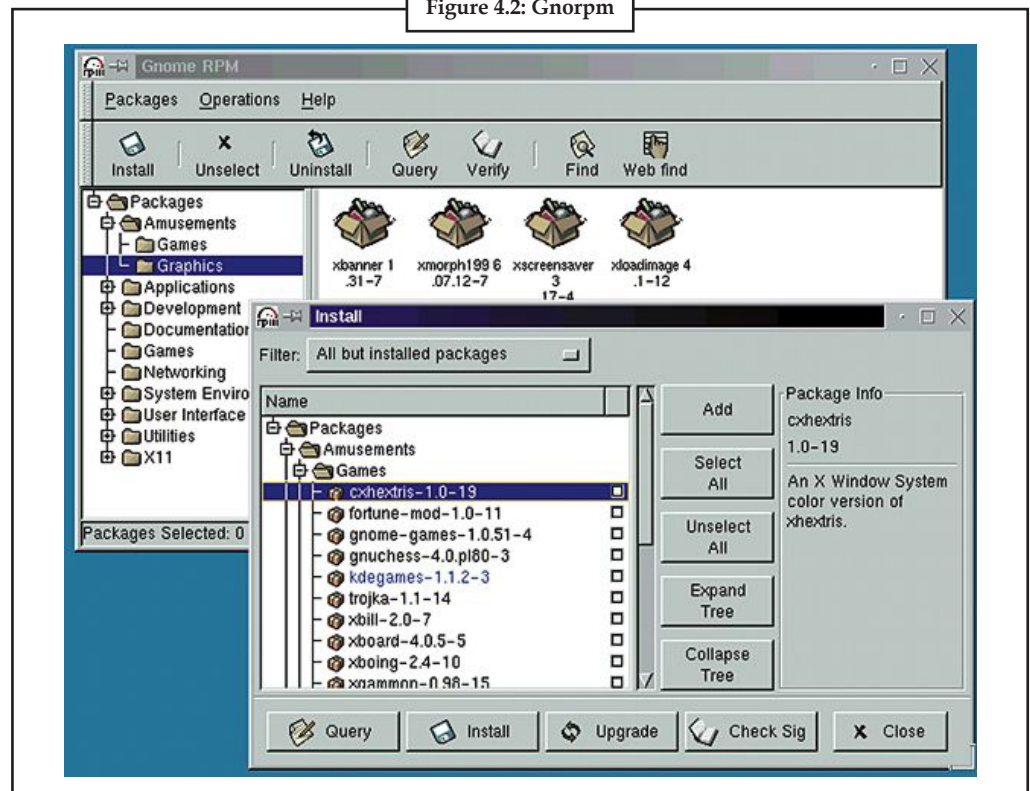 Figure 4.2: Gnorpm
Gnome RPM
Packages Operations Help
Install Unselect Uninstall Query Verify Find Web find
Packages
Amusements
Games
Graphics
Applications
Development
Documentation
Games
Networking
System Enviro
User Interface
Utilities
X11
Packages Selected: 0
xbanner 1
.31-7
xmorph199 6
.07.12-7
xscreensaver
3
17-4
xloadimage 4
.1-12
rpm Install
Filter: All but installed packages
Name
Packages
Amusements
Games
cxhextris-1.0-19
fortune-mod-1.0-11
gnome-games-1.0.51-4
gnuchess-4.0.pl80-3
kdegames-1.1.2-3
trojka-1.1-14
xbill-2.0-7
xboard-4.0.5-5
xboing-2.4-10
xgammon-0.98-15
Add
Select
All
Unselect
All
Expand
Tree
Collapse
Tree
Package Info
cxhextris
1.0-19
An X Window System
color version of
xhextris.
Query Install Upgrade Check Sig Close